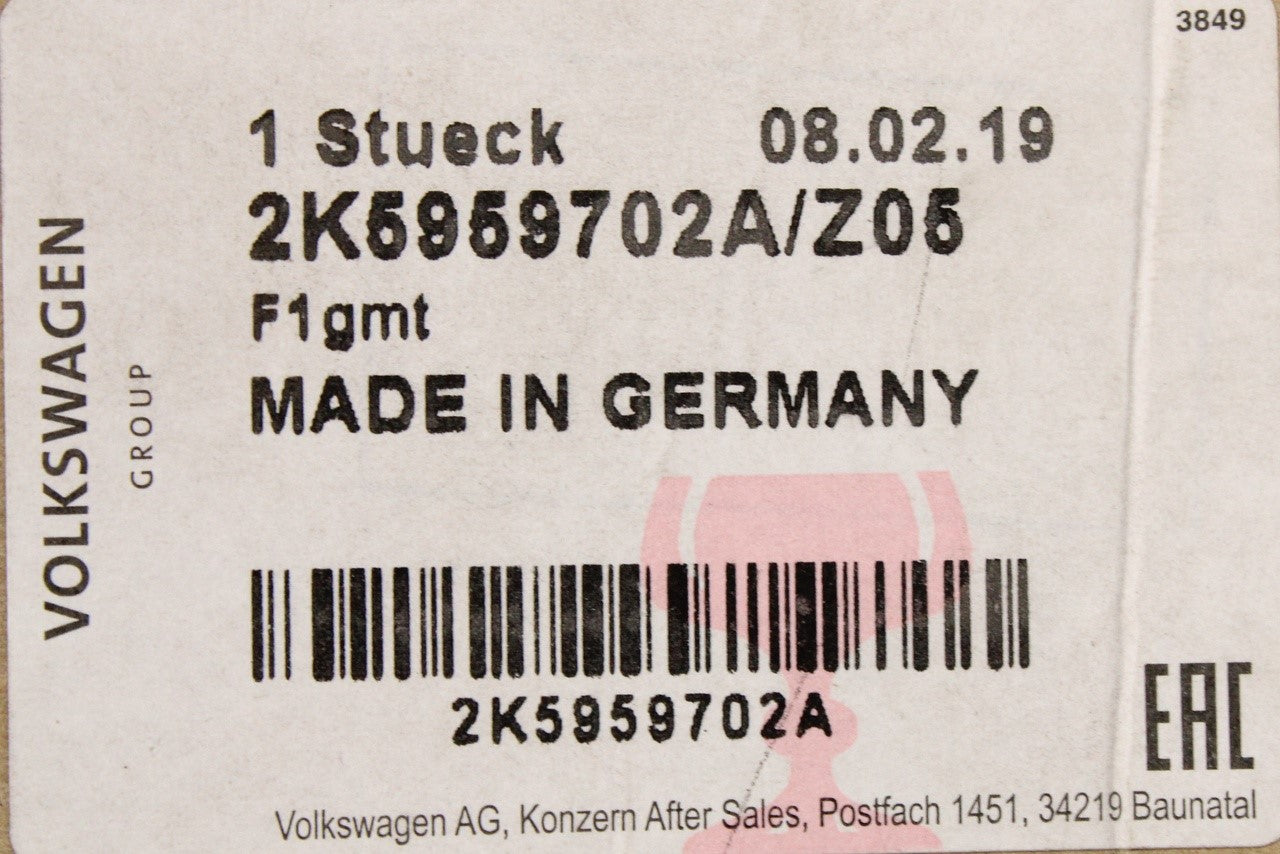 3849
1 Stueck 08.02.19
2K5959702A/Z05
F1gmt
MADE IN GERMANY
VOLKSWAGEN
GROUP
2K5959702A
EAC
Volkswagen AG, Konzern After Sales, Postfach 1451, 34219 Baunatal